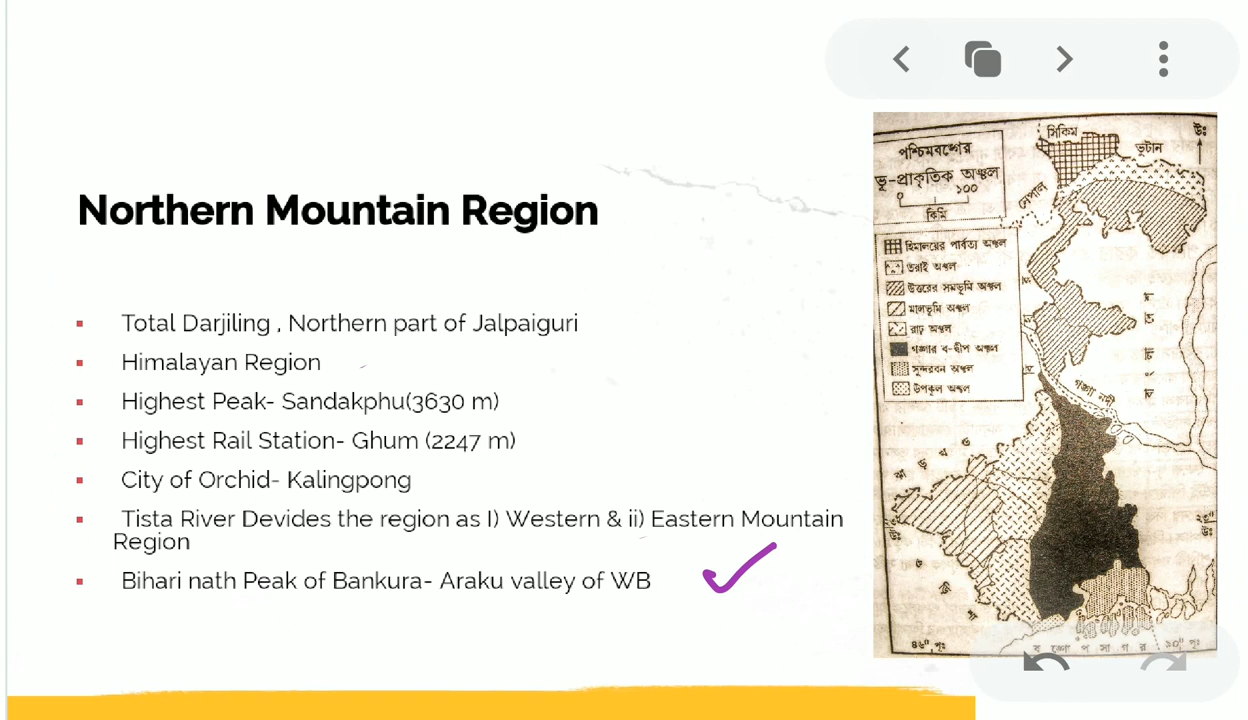 Northern Mountain Region
Total Darjiling , Northern part of Jalpaiguri
Himalayan Region
Highest Peak- Sandakphu(3630 m)
Highest Rail Station- Ghum (2247 m)
City of Orchid- Kalingpong
Tista River Devides the region as I) Western & ii) Eastern Mountain
Region
Bihari nath Peak of Bankura- Araku valley of WB
সিকিম
উঃ
পশ্চিমবঙ্গের
ভূটান
ভূ-প্রাকৃতিক অঞ্চল
নেপাল
০ ১০০
কিমি
হিমালয়ের পার্বত্য অঞ্চল
তরাই অঞ্চল
উত্তরের সমভূমি অঞ্চল
মালভূমি অঞ্চল
রাঢ় অঞ্চল
গঙ্গার ব-দ্বীপ অঞ্চল
সুন্দরবন অঞ্চল
উপকূল অঞ্চল
গঙ্গা নদী
ব ঙ্গো প সা গ র